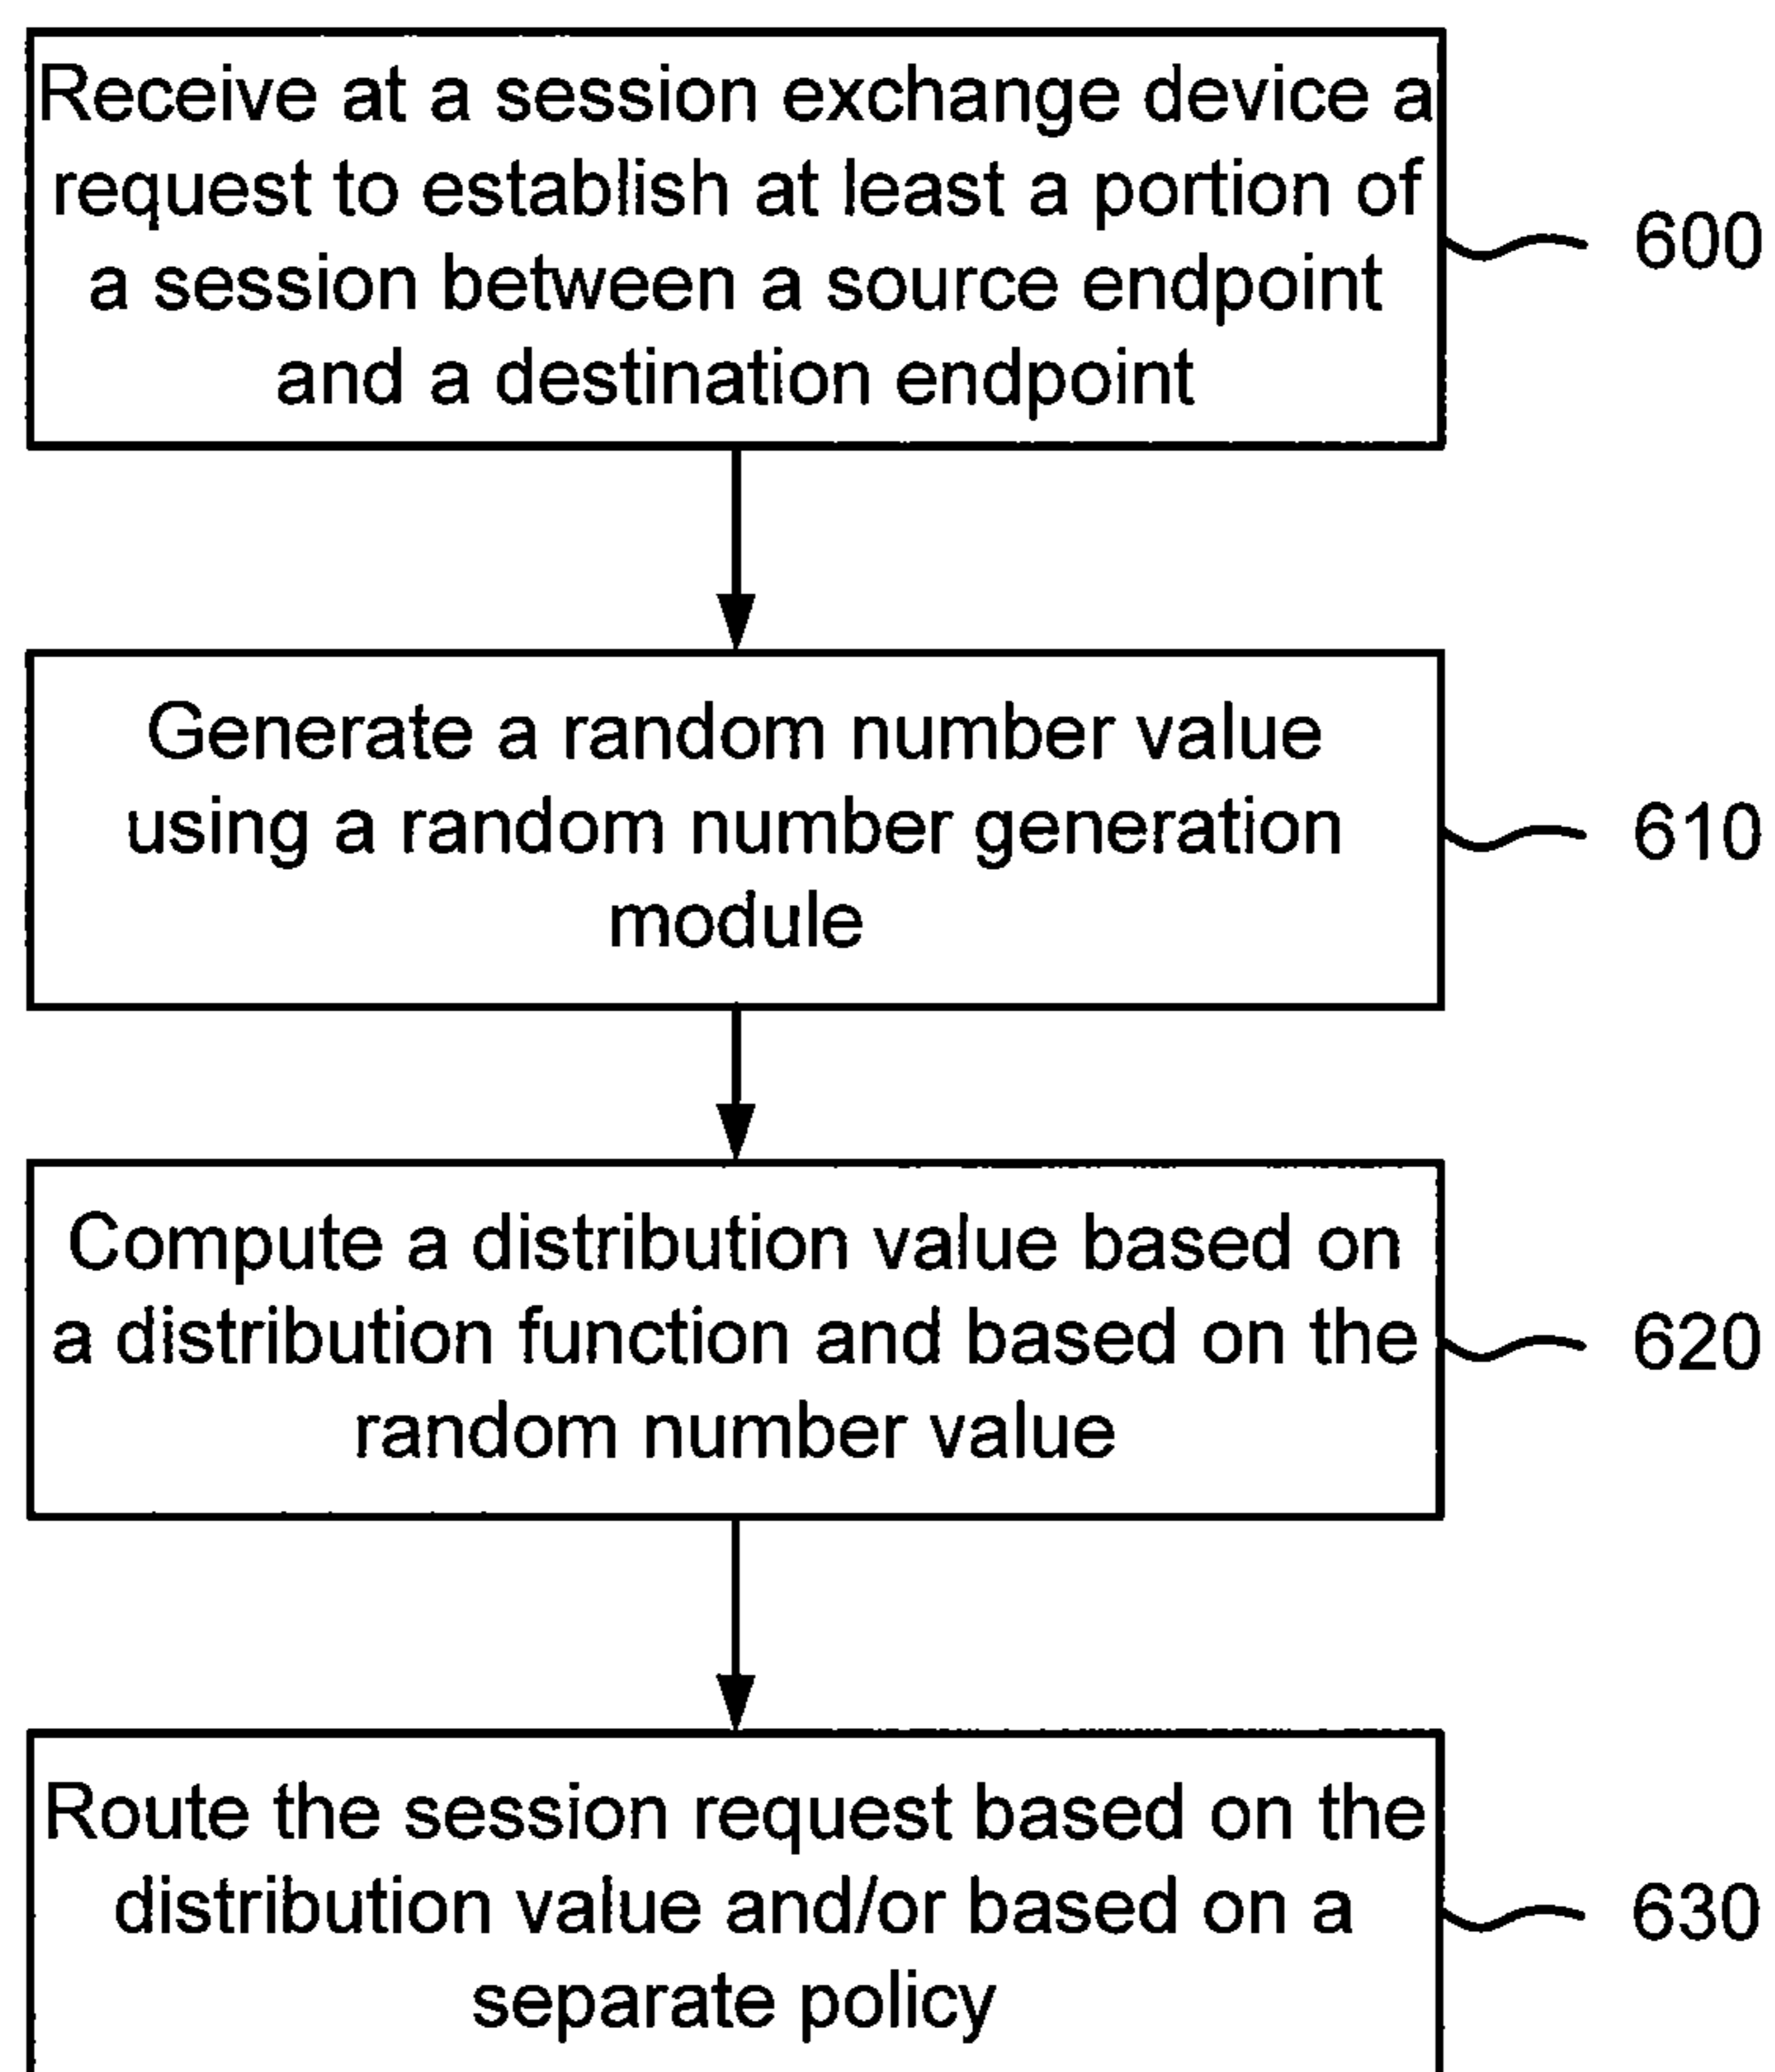 Receive at a session exchange device a
request to establish at least a portion of
a session between a source endpoint
and a destination endpoint
600
Generate a random number value
using a random number generation
module
610
Compute a distribution value based on
a distribution function and based on the
random number value
620
Route the session request based on the
distribution value and/or based on a
separate policy
630